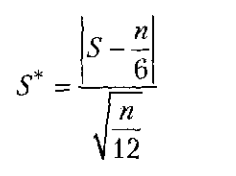 S* = |S − n/6| / √(n/12)